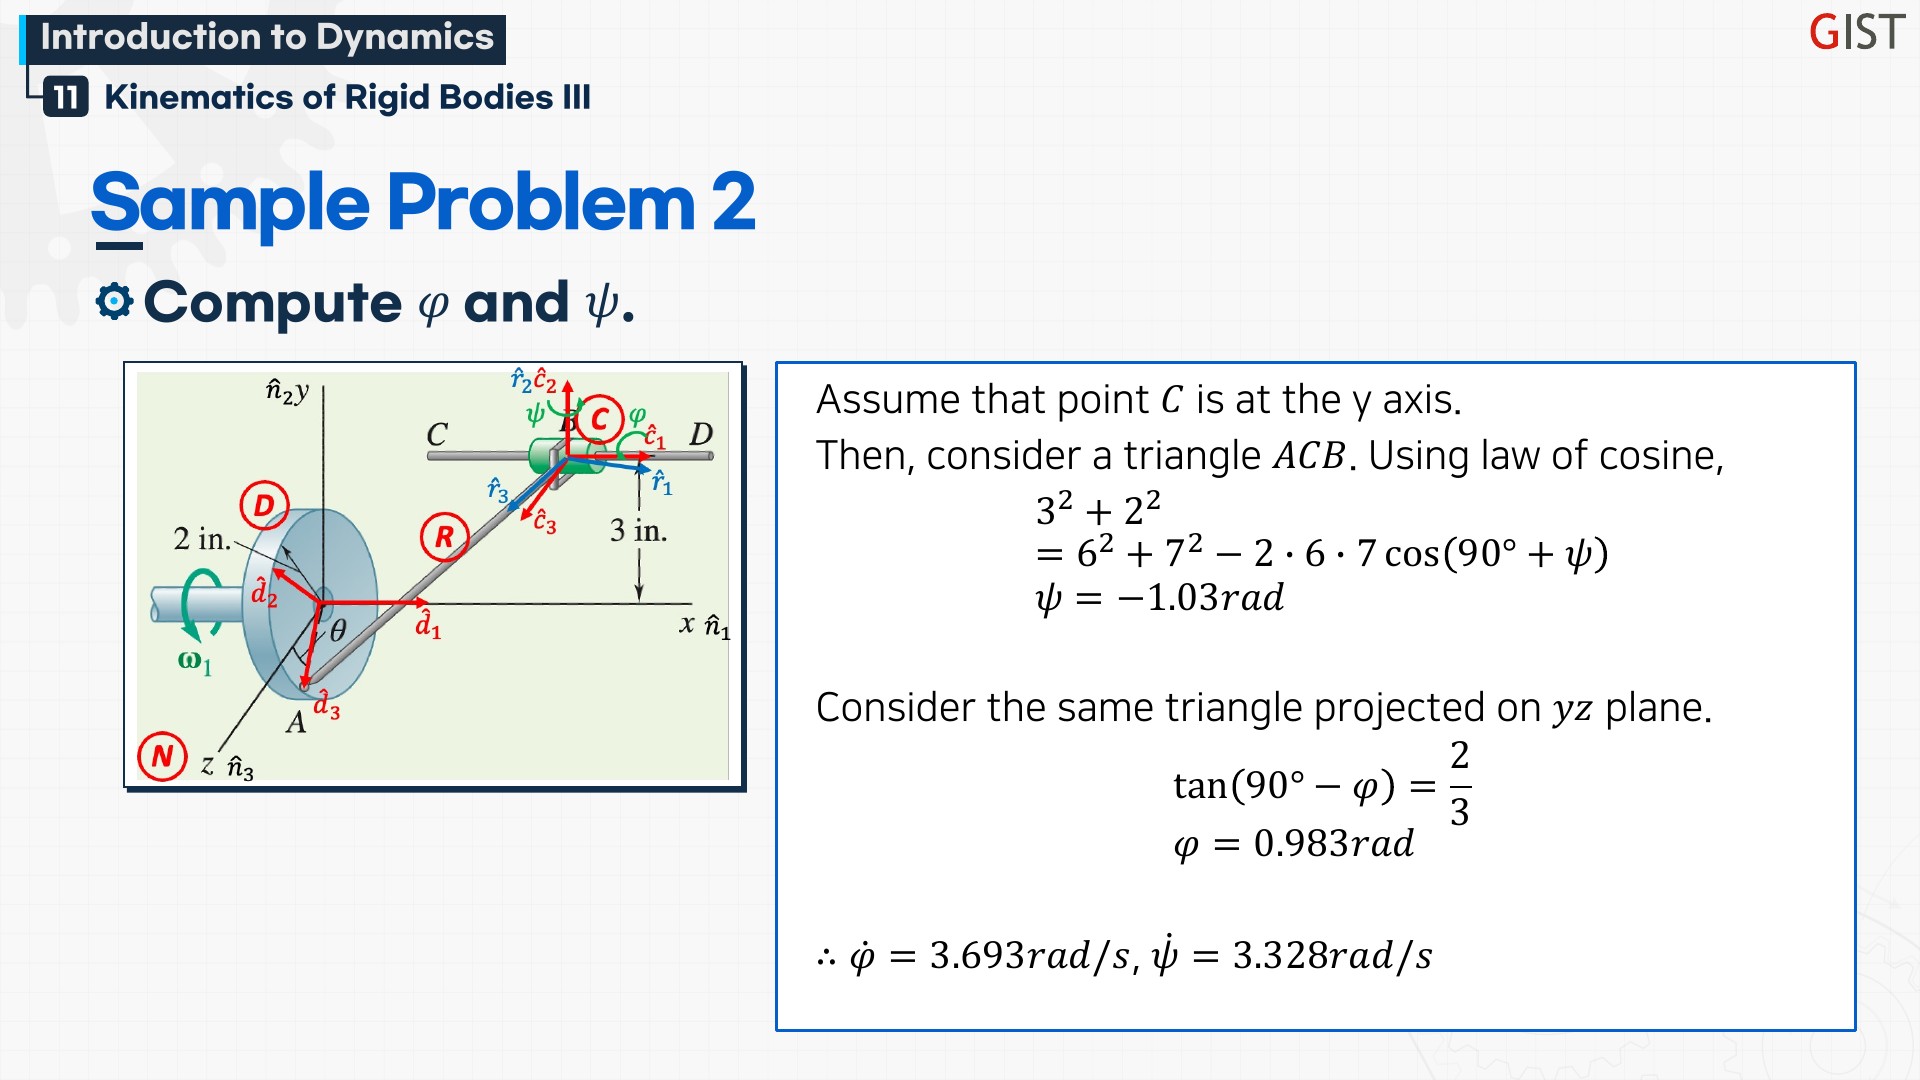 Introduction to Dynamics
GIST
11 Kinematics of Rigid Bodies III
Sample Problem 2
Compute φ and ψ.
n̂₂y
r̂₂ĉ₂
ψ
B
C
φ
ĉ₁
C
D
r̂₁
r̂₃
ĉ₃
D
R
2 in.
3 in.
d̂₂
θ
d̂₁
x n̂₁
ω₁
A
d̂₃
N
z n̂₃
Assume that point C is at the y axis.
Then, consider a triangle ACB. Using law of cosine,
3² + 2²
= 6² + 7² − 2 · 6 · 7 cos(90° + ψ)
ψ = −1.03rad
Consider the same triangle projected on yz plane.
tan(90° − φ) = 2/3
φ = 0.983rad
∴ φ̇ = 3.693rad/s, ψ̇ = 3.328rad/s